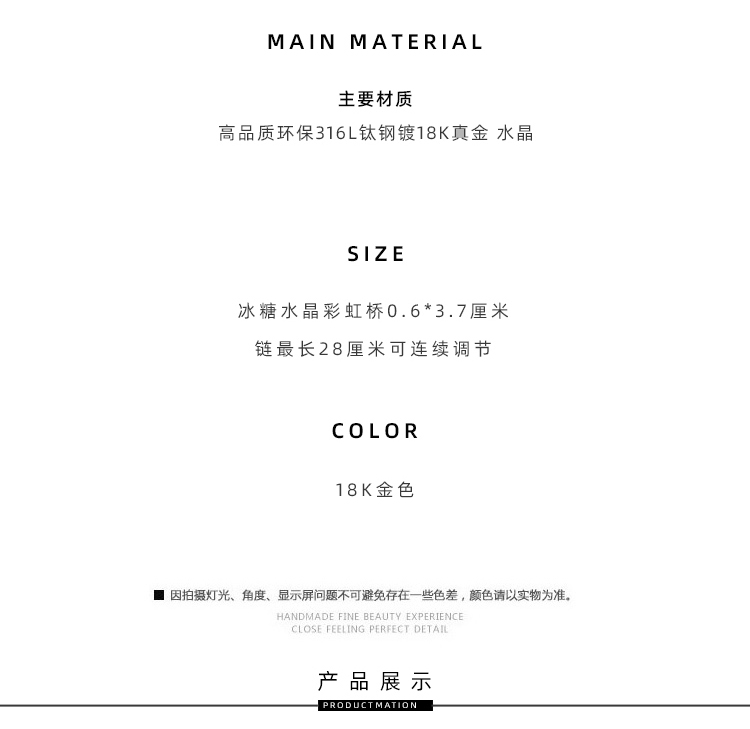 MAIN MATERIAL
主要材质
高品质环保316L钛钢镀18K真金 水晶
SIZE
冰糖水晶彩虹桥0.6*3.7厘米
链最长28厘米可连续调节
COLOR
18K金色
■ 因拍摄灯光、角度、显示屏问题不可避免存在一些色差，颜色请以实物为准。
HANDMADE FINE BEAUTY EXPERIENCE
CLOSE FEELING PERFECT DETAIL
产品展示
PRODUCTMATION